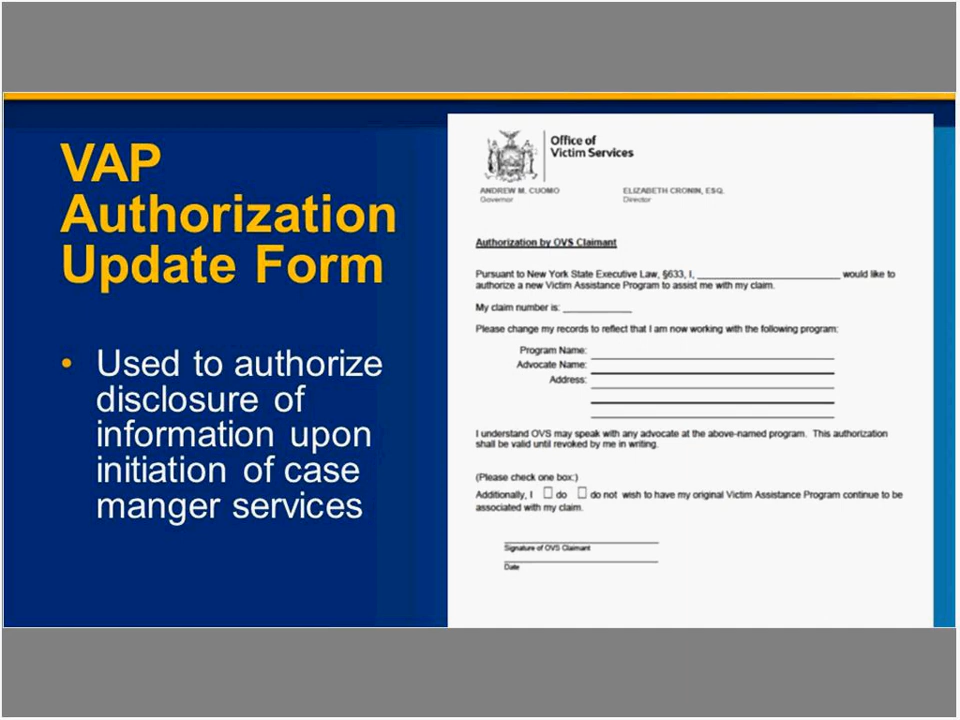 VAP
Authorization
Update Form
• Used to authorize
disclosure of
information upon
initiation of case
manger services
Office of
Victim Services
ANDREW M. CUOMO ELIZABETH CRONIN, ESQ.
Governor Director
Authorization by OVS Claimant
Pursuant to New York State Executive Law, §633, I, ____________________ would like to
authorize a new Victim Assistance Program to assist me with my claim.
My claim number is: ____________
Please change my records to reflect that I am now working with the following program:
Program Name:
Advocate Name:
Address:
I understand OVS may speak with any advocate at the above-named program. This authorization
shall be valid until revoked by me in writing.
(Please check one box:)
Additionally, I ☐ do ☐ do not wish to have my original Victim Assistance Program continue to be
associated with my claim.
Signature of OVS Claimant
Date